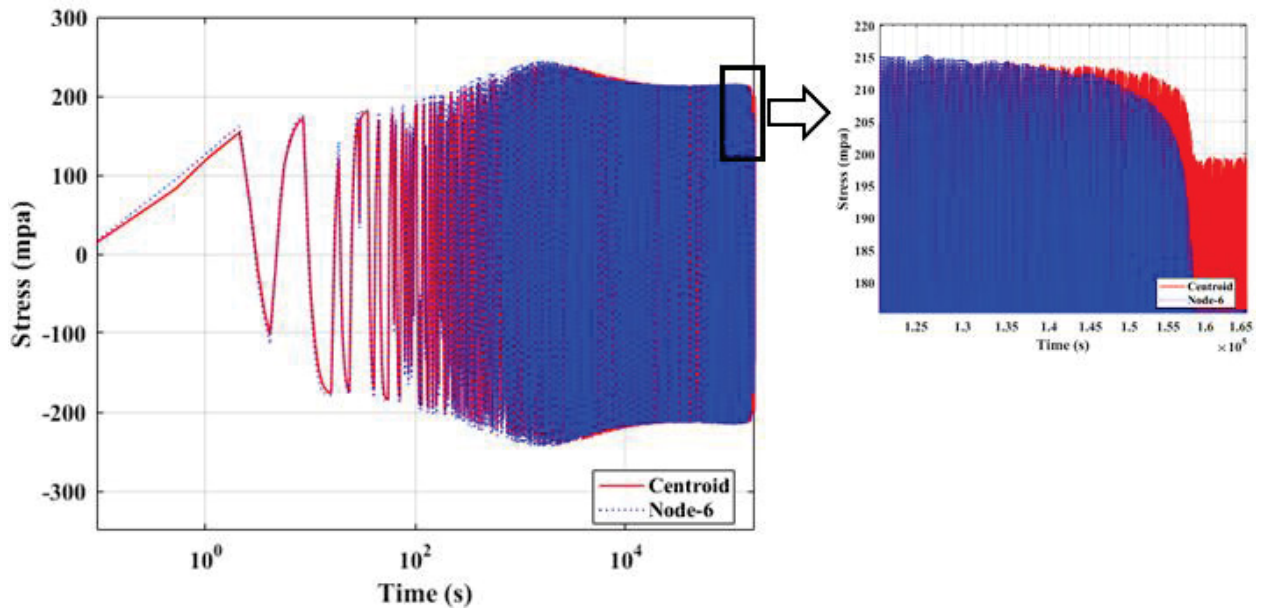 300
200
100
0
-100
-200
-300
Stress (mpa)
10^0 10^2 10^4
Time (s)
Centroid
Node-6
220
215
210
205
200
195
190
185
180
Stress (mpa)
1.25 1.3 1.35 1.4 1.45 1.5 1.55 1.6 1.65
Time (s)
×10^5
Centroid
Node-6